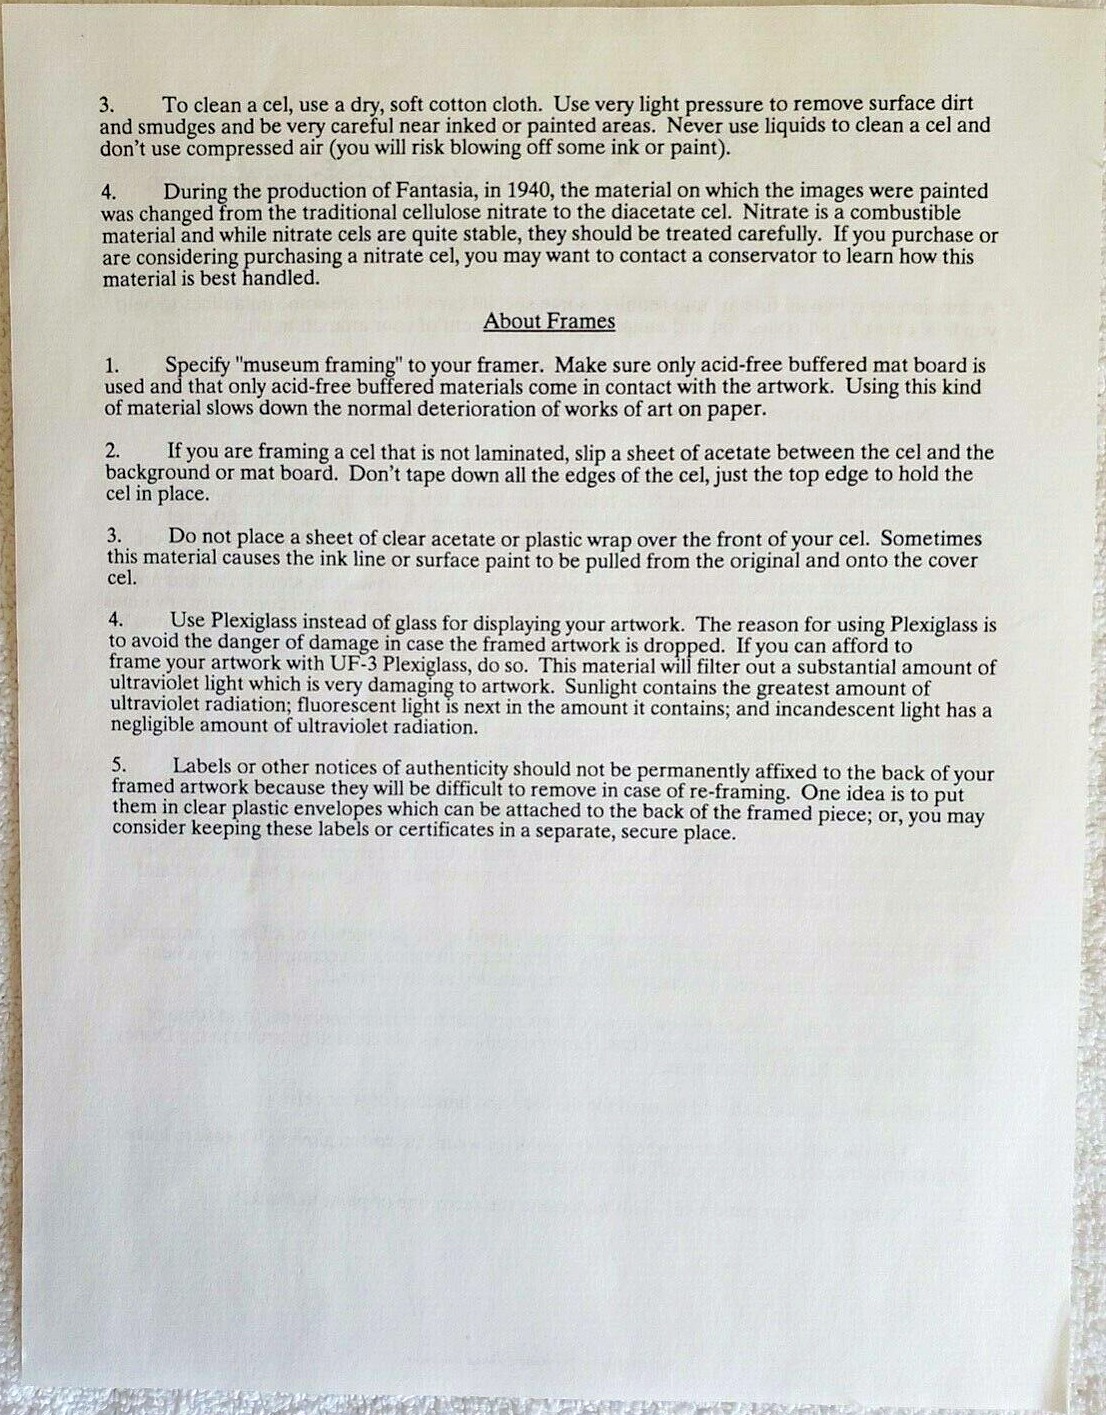 3. To clean a cel, use a dry, soft cotton cloth. Use very light pressure to remove surface dirt
and smudges and be very careful near inked or painted areas. Never use liquids to clean a cel and
don't use compressed air (you will risk blowing off some ink or paint).
4. During the production of Fantasia, in 1940, the material on which the images were painted
was changed from the traditional cellulose nitrate to the diacetate cel. Nitrate is a combustible
material and while nitrate cels are quite stable, they should be treated carefully. If you purchase or
are considering purchasing a nitrate cel, you may want to contact a conservator to learn how this
material is best handled.
About Frames
1. Specify "museum framing" to your framer. Make sure only acid-free buffered mat board is
used and that only acid-free buffered materials come in contact with the artwork. Using this kind
of material slows down the normal deterioration of works of art on paper.
2. If you are framing a cel that is not laminated, slip a sheet of acetate between the cel and the
background or mat board. Don't tape down all the edges of the cel, just the top edge to hold the
cel in place.
3. Do not place a sheet of clear acetate or plastic wrap over the front of your cel. Sometimes
this material causes the ink line or surface paint to be pulled from the original and onto the cover
cel.
4. Use Plexiglass instead of glass for displaying your artwork. The reason for using Plexiglass is
to avoid the danger of damage in case the framed artwork is dropped. If you can afford to
frame your artwork with UF-3 Plexiglass, do so. This material will filter out a substantial amount of
ultraviolet light which is very damaging to artwork. Sunlight contains the greatest amount of
ultraviolet radiation; fluorescent light is next in the amount it contains; and incandescent light has a
negligible amount of ultraviolet radiation.
5. Labels or other notices of authenticity should not be permanently affixed to the back of your
framed artwork because they will be difficult to remove in case of re-framing. One idea is to put
them in clear plastic envelopes which can be attached to the back of the framed piece; or, you may
consider keeping these labels or certificates in a separate, secure place.